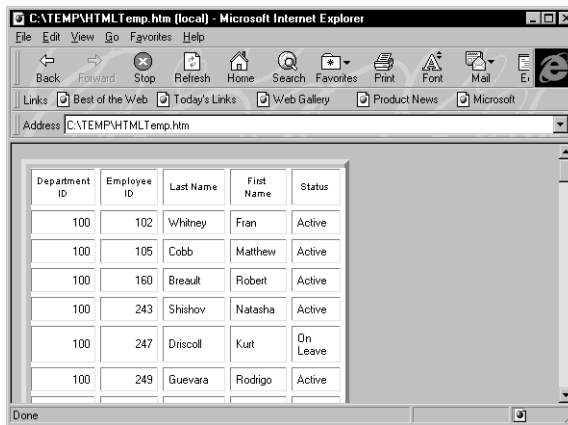 C:\TEMP\HTMLTemp.htm (local) - Microsoft Internet Explorer
File Edit View Go Favorites Help
Back Forward Stop Refresh Home Search Favorites Print Font Mail
Links Best of the Web Today's Links Web Gallery Product News Microsoft
Address C:\TEMP\HTMLTemp.htm
Department ID Employee ID Last Name First Name Status
100 102 Whitney Fran Active
100 105 Cobb Matthew Active
100 160 Breault Robert Active
100 243 Shishov Natasha Active
100 247 Driscoll Kurt On Leave
100 249 Guevara Rodrigo Active
Done